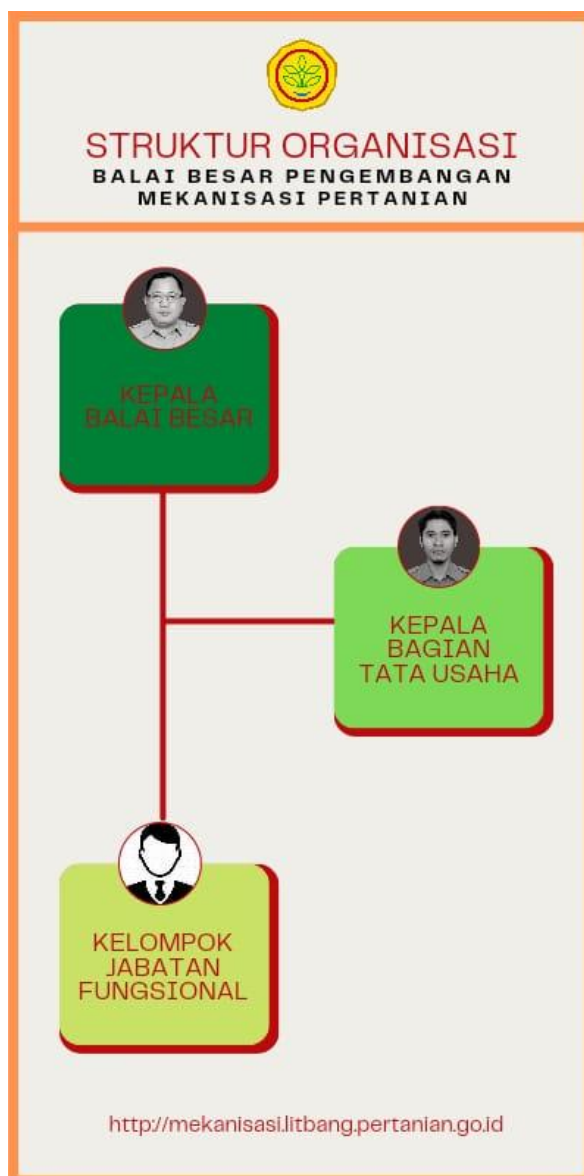 STRUKTUR ORGANISASI
BALAI BESAR PENGEMBANGAN
MEKANISASI PERTANIAN
KEPALA
BALAI BESAR
KEPALA
BAGIAN
TATA USAHA
KELOMPOK
JABATAN
FUNGSIONAL
http://mekanisasi.litbang.pertanian.go.id